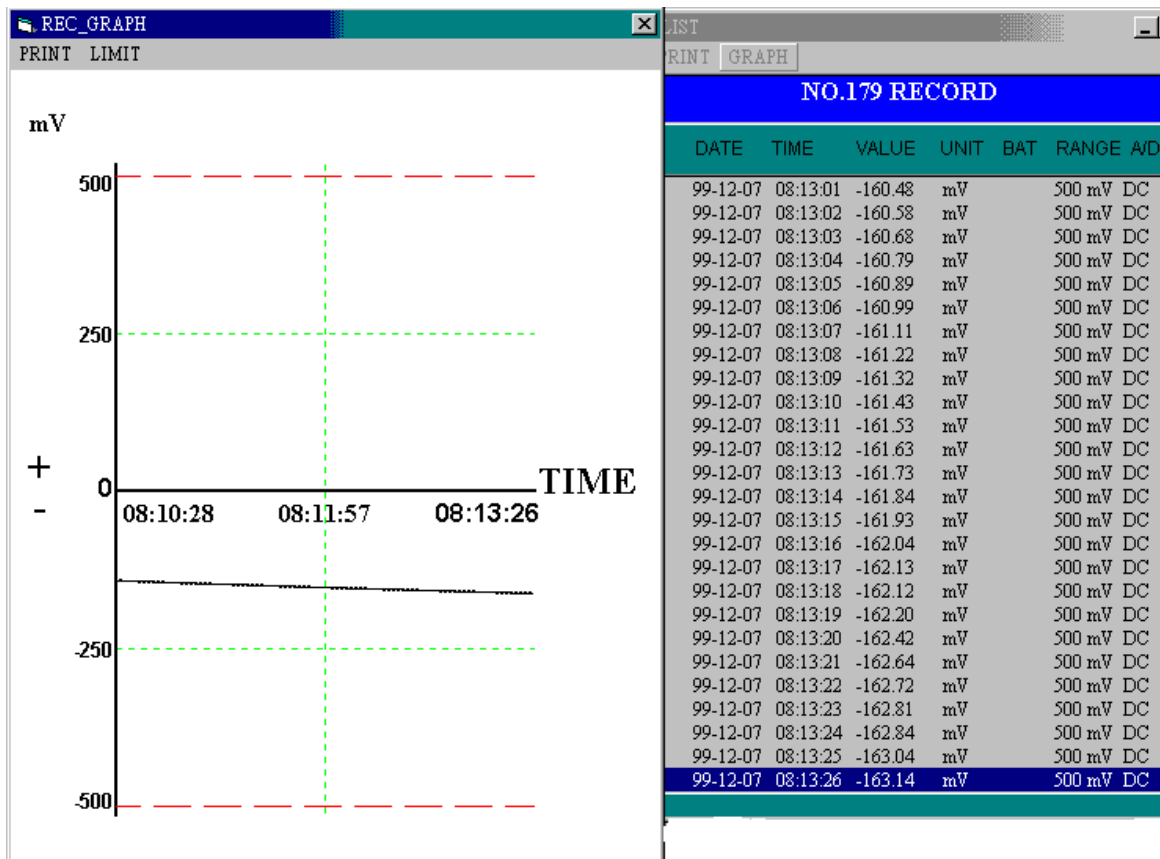 REC_GRAPH
PRINT LIMIT
mV
500
250
+
0
TIME
-
08:10:28 08:11:57 08:13:26
-250
-500
LIST
PRINT GRAPH
NO.179 RECORD
DATE TIME VALUE UNIT BAT RANGE A/D
99-12-07 08:13:01 -160.48 mV 500 mV DC
99-12-07 08:13:02 -160.58 mV 500 mV DC
99-12-07 08:13:03 -160.68 mV 500 mV DC
99-12-07 08:13:04 -160.79 mV 500 mV DC
99-12-07 08:13:05 -160.89 mV 500 mV DC
99-12-07 08:13:06 -160.99 mV 500 mV DC
99-12-07 08:13:07 -161.11 mV 500 mV DC
99-12-07 08:13:08 -161.22 mV 500 mV DC
99-12-07 08:13:09 -161.32 mV 500 mV DC
99-12-07 08:13:10 -161.43 mV 500 mV DC
99-12-07 08:13:11 -161.53 mV 500 mV DC
99-12-07 08:13:12 -161.63 mV 500 mV DC
99-12-07 08:13:13 -161.73 mV 500 mV DC
99-12-07 08:13:14 -161.84 mV 500 mV DC
99-12-07 08:13:15 -161.93 mV 500 mV DC
99-12-07 08:13:16 -162.04 mV 500 mV DC
99-12-07 08:13:17 -162.13 mV 500 mV DC
99-12-07 08:13:18 -162.12 mV 500 mV DC
99-12-07 08:13:19 -162.20 mV 500 mV DC
99-12-07 08:13:20 -162.42 mV 500 mV DC
99-12-07 08:13:21 -162.64 mV 500 mV DC
99-12-07 08:13:22 -162.72 mV 500 mV DC
99-12-07 08:13:23 -162.81 mV 500 mV DC
99-12-07 08:13:24 -162.84 mV 500 mV DC
99-12-07 08:13:25 -163.04 mV 500 mV DC
99-12-07 08:13:26 -163.14 mV 500 mV DC